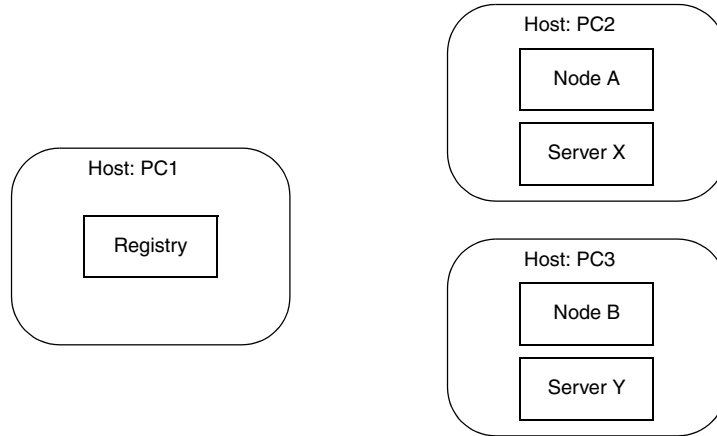 Host: PC2
Node A
Server X
Host: PC1
Registry
Host: PC3
Node B
Server Y